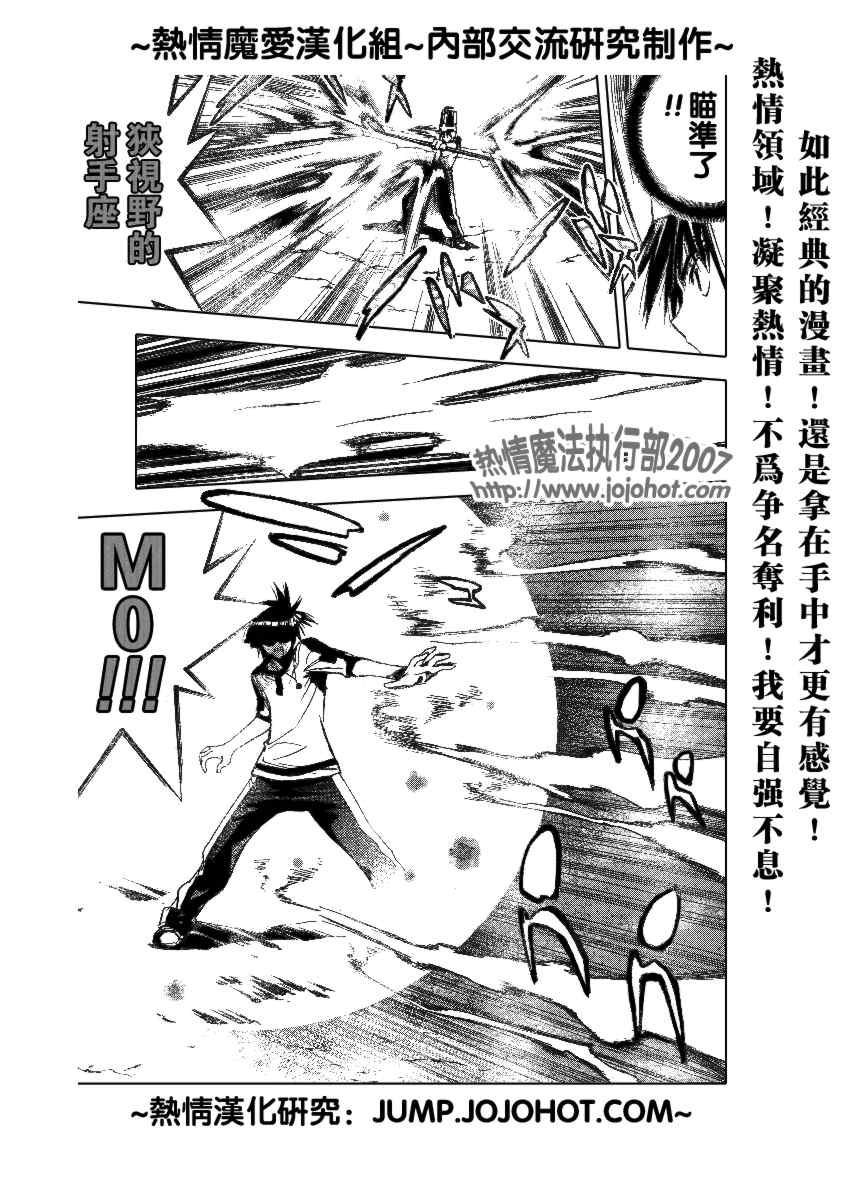 ~熱情魔愛漢化組~內部交流研究制作~
如此經典的漫畫！還是拿在手中才更有感覺！
熱情領域！凝聚熱情！不爲争名奪利！我要自强不息！
瞄準了
!!
狹視野的
射手座
熱情魔法执行部2007
http://www.jojohot.com
M0!!!
~熱情漢化研究：JUMP.JOJOHOT.COM~